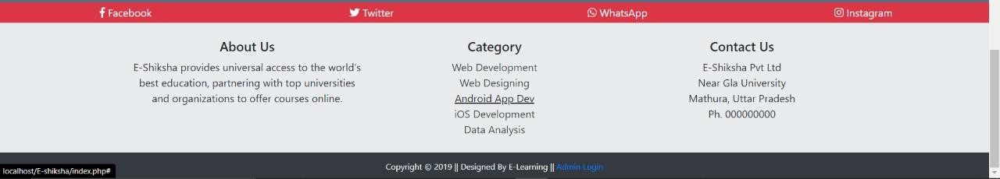 Facebook Twitter WhatsApp Instagram
About Us
E-Shiksha provides universal access to the world's
best education, partnering with top universities
and organizations to offer courses online.
Category
Web Development
Web Designing
Android App Dev
iOS Development
Data Analysis
Contact Us
E-Shiksha Pvt Ltd
Near Gla University
Mathura, Uttar Pradesh
Ph. 000000000
Copyright © 2019 || Designed By E-Learning || Admin Login
localhost/E-shiksha/index.php#